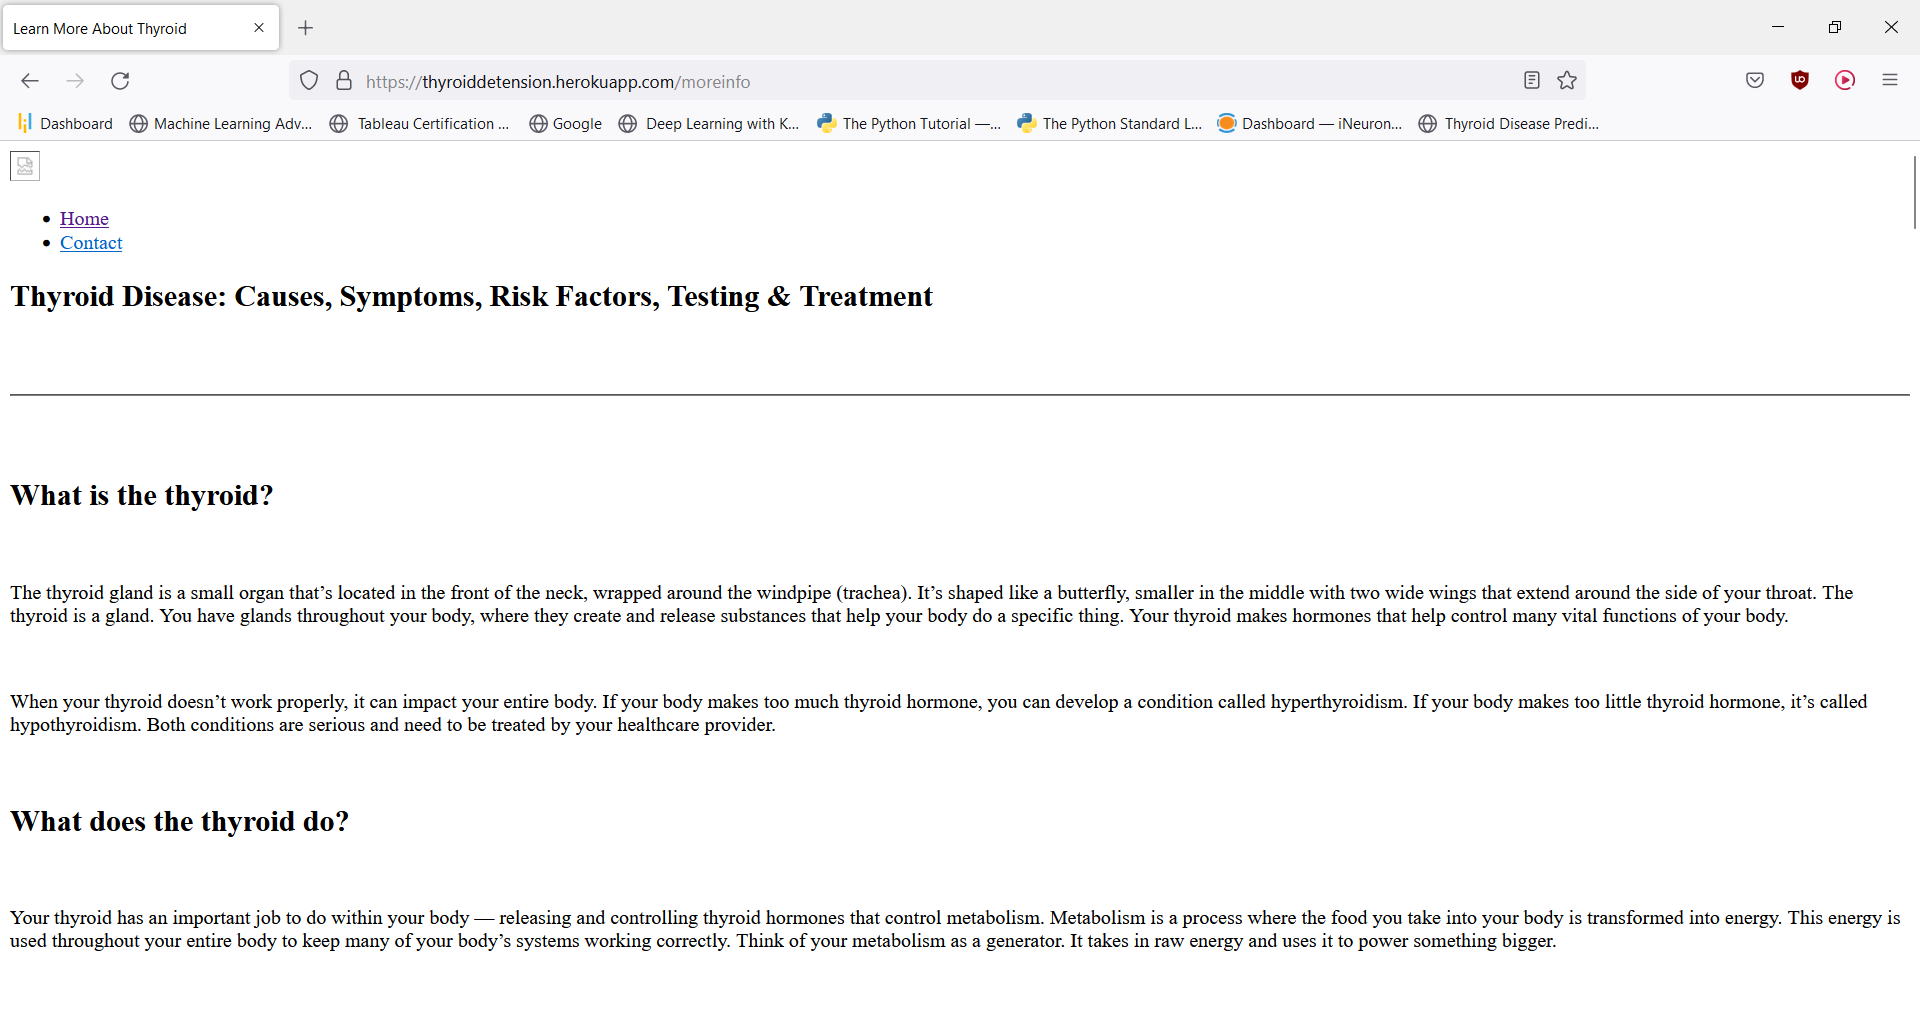 Learn More About Thyroid
https://thyroiddetension.herokuapp.com/moreinfo
Dashboard Machine Learning Adv... Tableau Certification ... Google Deep Learning with K... The Python Tutorial —... The Python Standard L... Dashboard — iNeuron... Thyroid Disease Predi...
Home
Contact
Thyroid Disease: Causes, Symptoms, Risk Factors, Testing & Treatment
What is the thyroid?
The thyroid gland is a small organ that’s located in the front of the neck, wrapped around the windpipe (trachea). It’s shaped like a butterfly, smaller in the middle with two wide wings that extend around the side of your throat. The
thyroid is a gland. You have glands throughout your body, where they create and release substances that help your body do a specific thing. Your thyroid makes hormones that help control many vital functions of your body.
When your thyroid doesn’t work properly, it can impact your entire body. If your body makes too much thyroid hormone, you can develop a condition called hyperthyroidism. If your body makes too little thyroid hormone, it’s called
hypothyroidism. Both conditions are serious and need to be treated by your healthcare provider.
What does the thyroid do?
Your thyroid has an important job to do within your body — releasing and controlling thyroid hormones that control metabolism. Metabolism is a process where the food you take into your body is transformed into energy. This energy is
used throughout your entire body to keep many of your body’s systems working correctly. Think of your metabolism as a generator. It takes in raw energy and uses it to power something bigger.